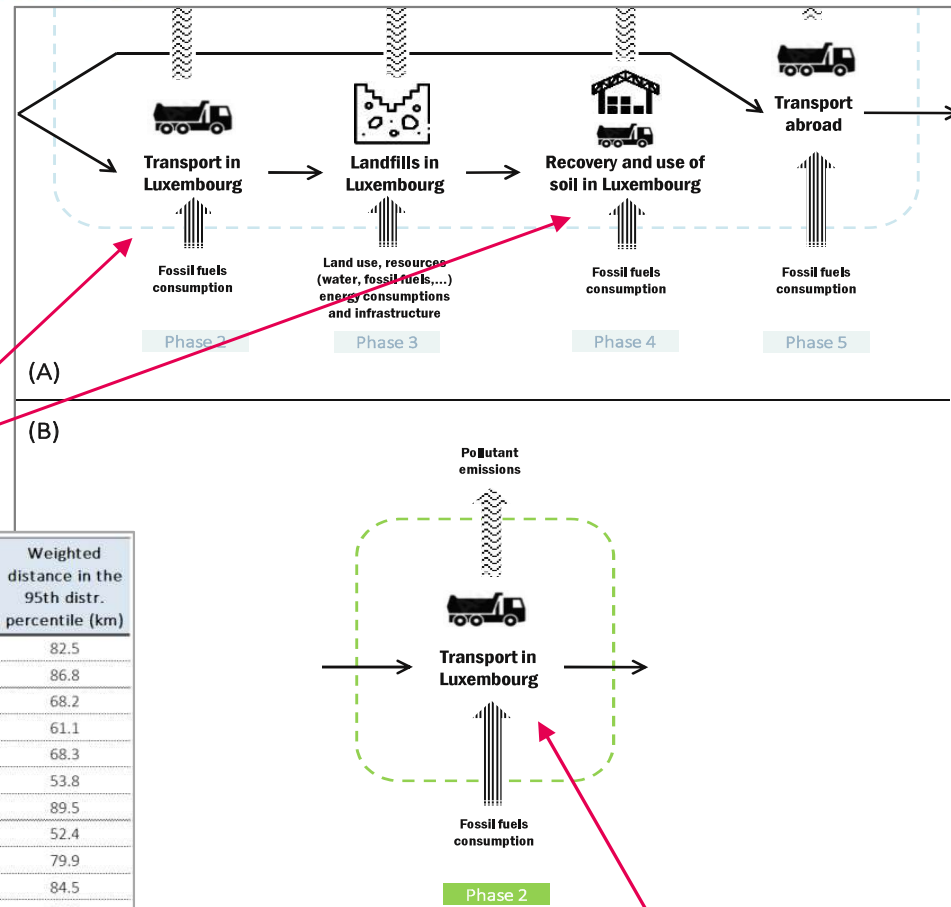 Transport
abroad
Transport in
Luxembourg
Landfills in
Luxembourg
Recovery and use of
soil in Luxembourg
Fossil fuels
consumption
Land use, resources
(water, fossil fuels,...)
energy consumptions
and infrastructure
Fossil fuels
consumption
Fossil fuels
consumption
Phase 2
Phase 3
Phase 4
Phase 5
(A)
(B)
Pollutant
emissions
Transport in
Luxembourg
Fossil fuels
consumption
Phase 2
Weighted
distance in the
95th distr.
percentile (km)
82.5
86.8
68.2
61.1
68.3
53.8
89.5
52.4
79.9
84.5